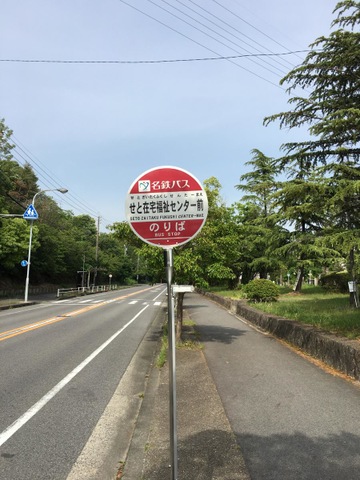 名鉄バス
せとざいたくふくしせんたーまえ
せと在宅福祉センター前
SETO ZAITAKU FUKUSHI CENTER-MAE
のりば
BUS STOP